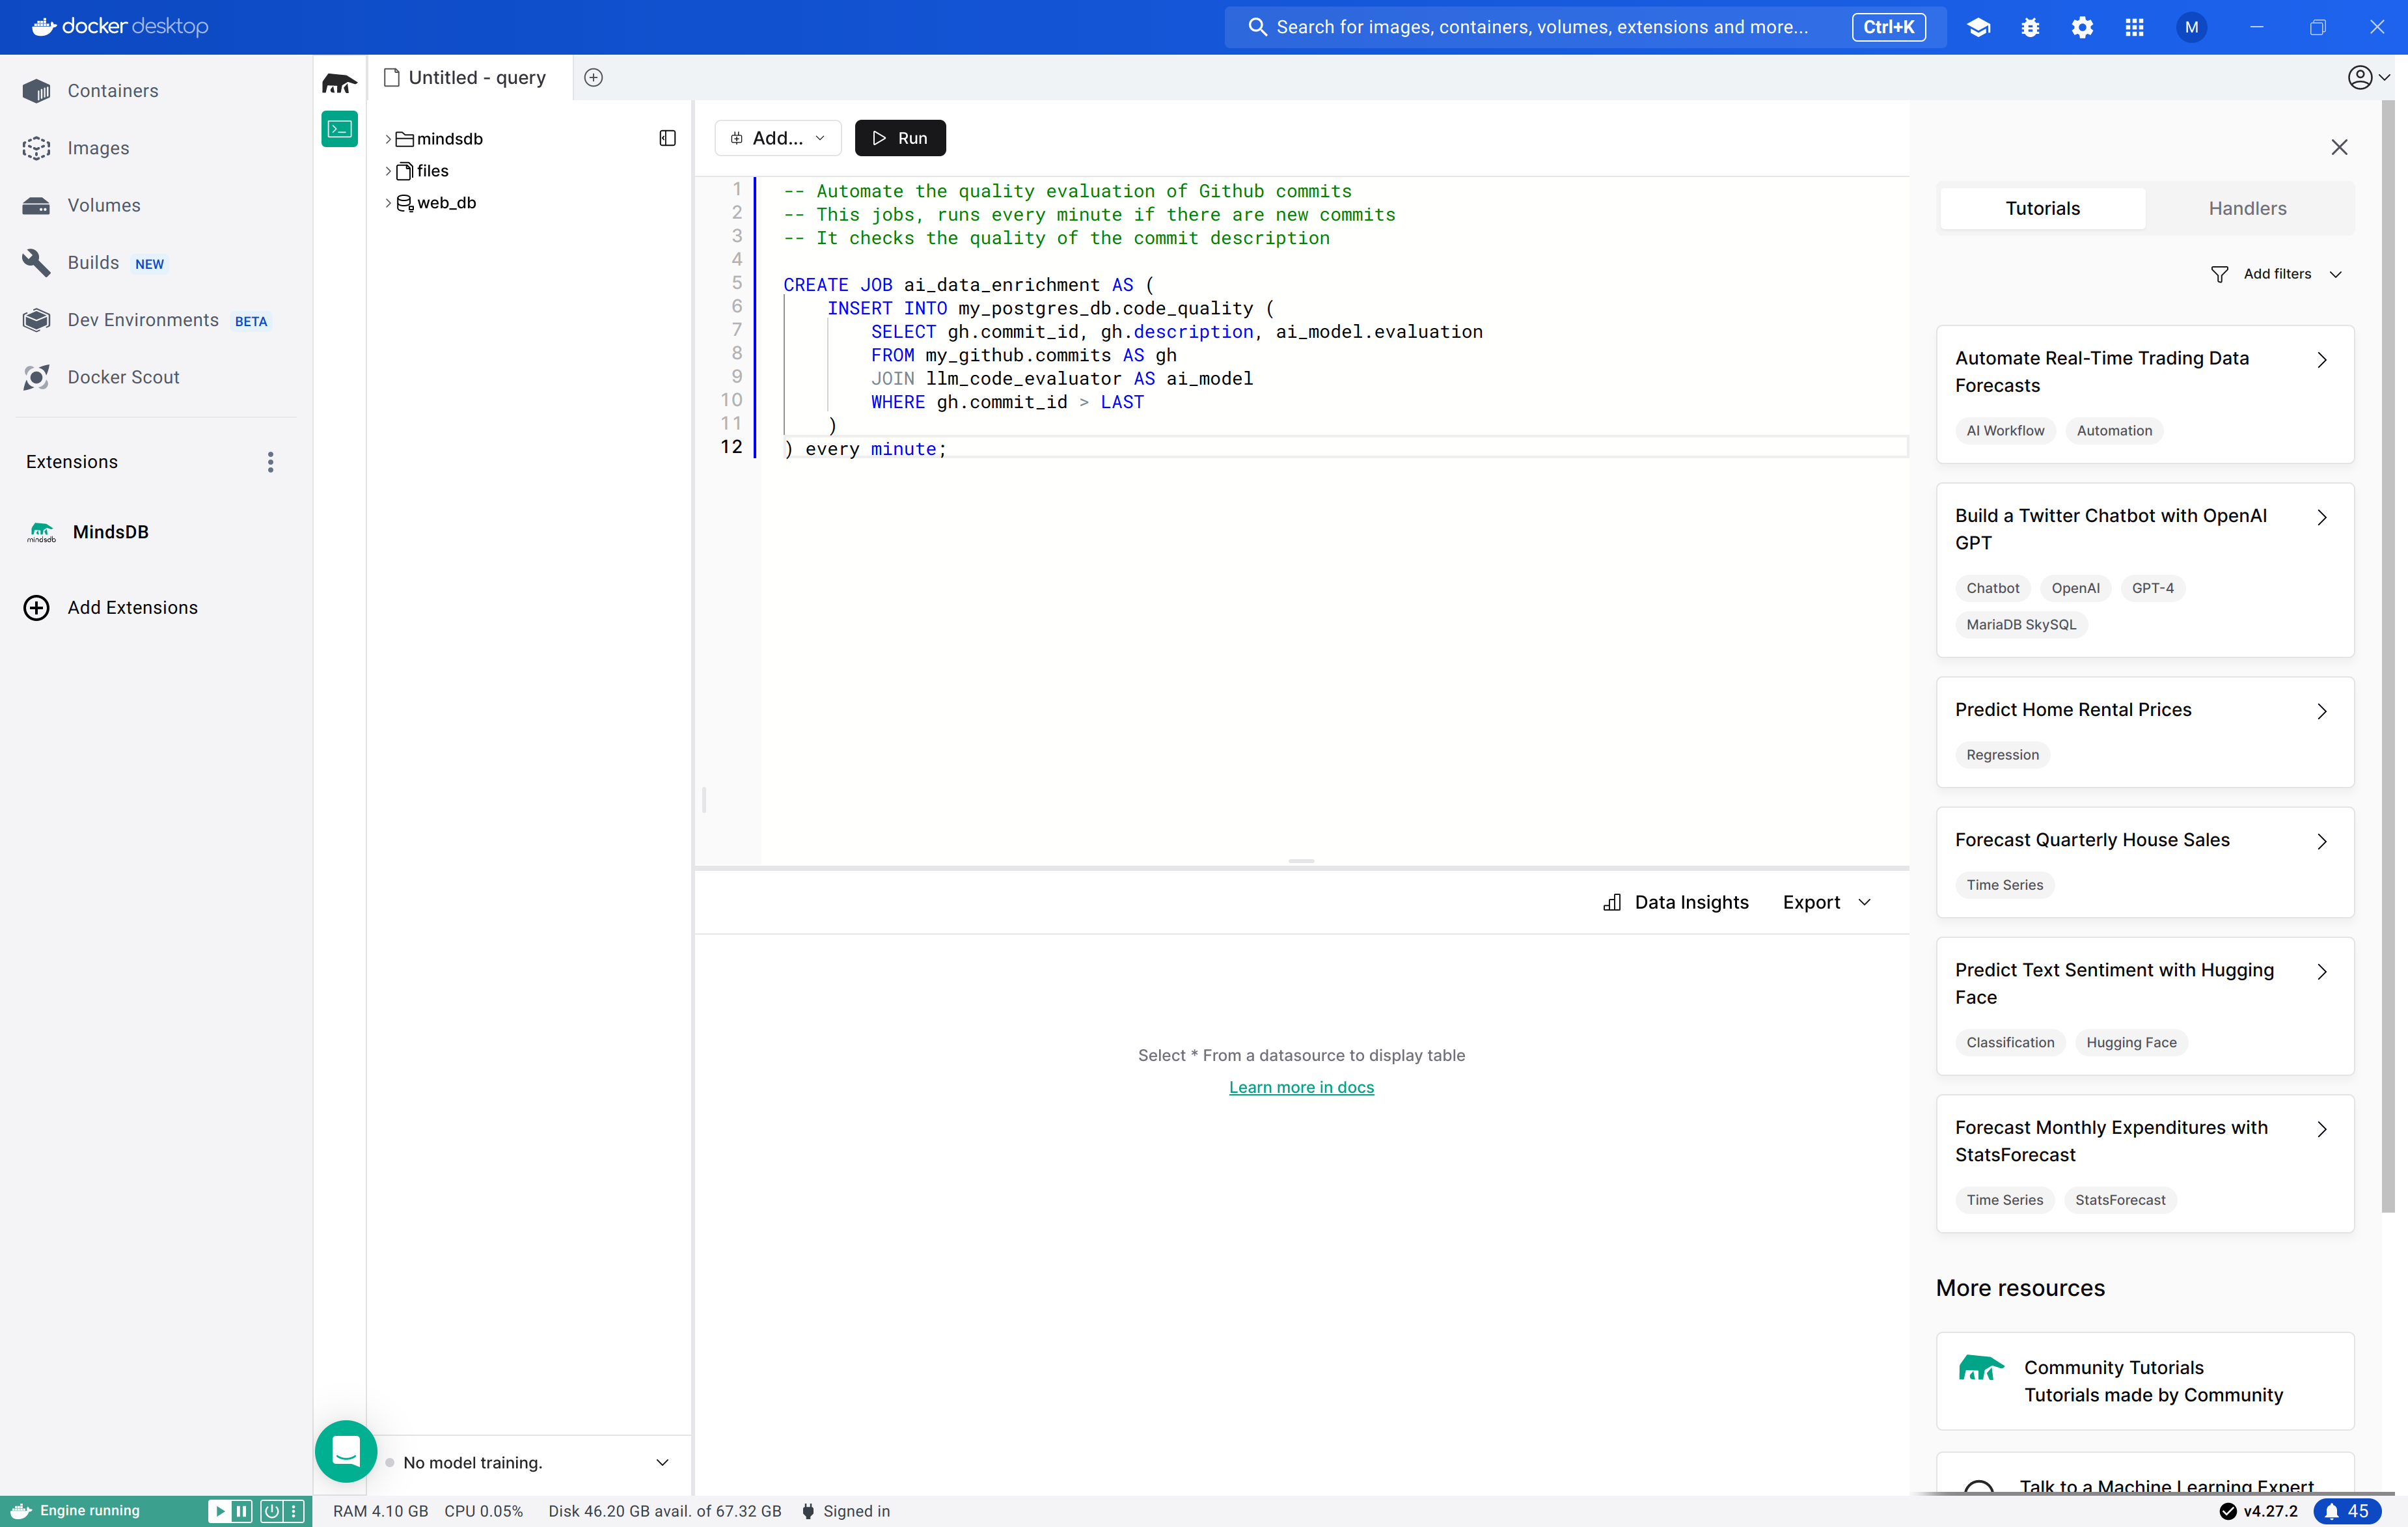 docker desktop
Search for images, containers, volumes, extensions and more...
Ctrl+K
M
Containers
Images
Volumes
Builds NEW
Dev Environments BETA
Docker Scout
Extensions
mindsdb
MindsDB
Add Extensions
Untitled - query
mindsdb
files
web_db
No model training.
Add...
Run
1 -- Automate the quality evaluation of Github commits
2 -- This jobs, runs every minute if there are new commits
3 -- It checks the quality of the commit description
4
5 CREATE JOB ai_data_enrichment AS (
6 INSERT INTO my_postgres_db.code_quality (
7 SELECT gh.commit_id, gh.description, ai_model.evaluation
8 FROM my_github.commits AS gh
9 JOIN llm_code_evaluator AS ai_model
10 WHERE gh.commit_id > LAST
11 )
12 ) every minute;
Data Insights
Export
Select * From a datasource to display table
Learn more in docs
Tutorials
Handlers
Add filters
Automate Real-Time Trading Data
Forecasts
AI Workflow Automation
Build a Twitter Chatbot with OpenAI
GPT
Chatbot OpenAI GPT-4
MariaDB SkySQL
Predict Home Rental Prices
Regression
Forecast Quarterly House Sales
Time Series
Predict Text Sentiment with Hugging
Face
Classification Hugging Face
Forecast Monthly Expenditures with
StatsForecast
Time Series StatsForecast
More resources
Community Tutorials
Tutorials made by Community
Talk to a Machine Learning Expert
Engine running
RAM 4.10 GB CPU 0.05% Disk 46.20 GB avail. of 67.32 GB Signed in
v4.27.2
45